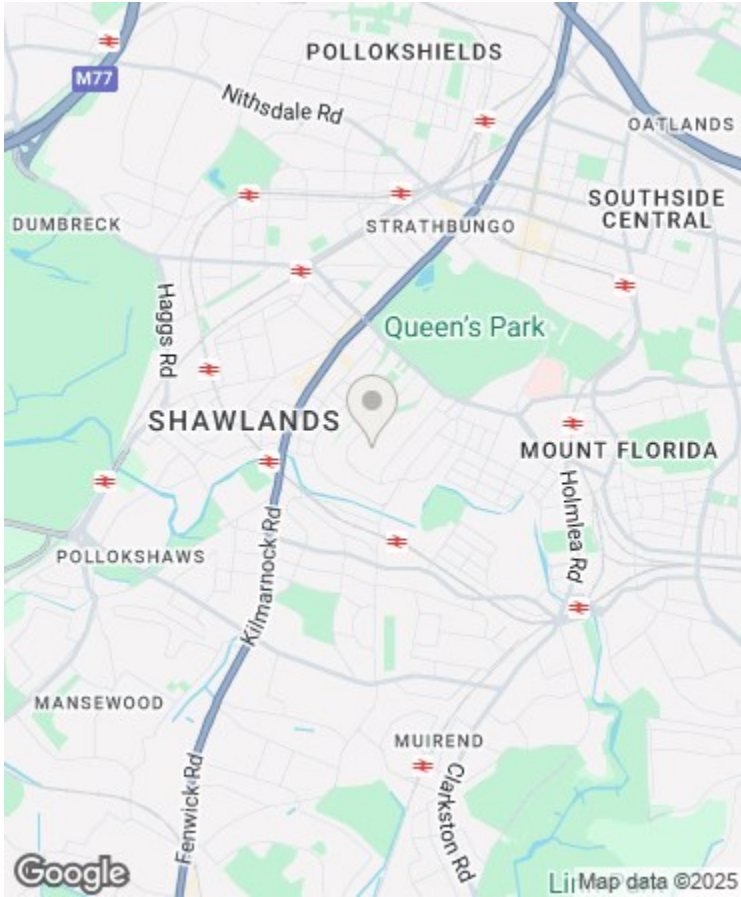 POLLOKSHIELDS
M77
Nithsdale Rd
OATLANDS
SOUTHSIDE
CENTRAL
DUMBRECK
STRATHBUNGO
Haggs Rd
Queen's Park
SHAWLANDS
MOUNT FLORIDA
Holmlea Rd
POLLOKSHAWS
Kilmarnock Rd
MANSEWOOD
MUIREND
Fenwick Rd
Clarkston Rd
Google
Map data ©2025